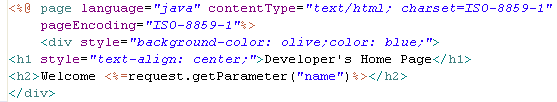 <%@ page language="java" contentType="text/html; charset=ISO-8859-1"
pageEncoding="ISO-8859-1"%>
<div style="background-color: olive;color: blue;">
<h1 style="text-align: center;">Developer's Home Page</h1>
<h2>Welcome <%=request.getParameter("name")%></h2>
</div>